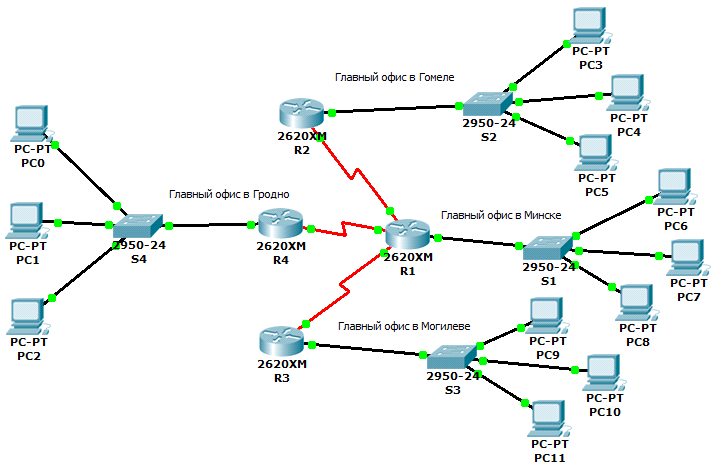 PC-PT
PC3
Главный офис в Гомеле
2620XM
R2
2950-24
S2
PC-PT
PC4
PC-PT
PC5
PC-PT
PC0
Главный офис в Гродно
PC-PT
PC1
2950-24
S4
2620XM
R4
2620XM
R1
Главный офис в Минске
2950-24
S1
PC-PT
PC6
PC-PT
PC7
PC-PT
PC8
PC-PT
PC2
Главный офис в Могилеве
2620XM
R3
2950-24
S3
PC-PT
PC9
PC-PT
PC10
PC-PT
PC11